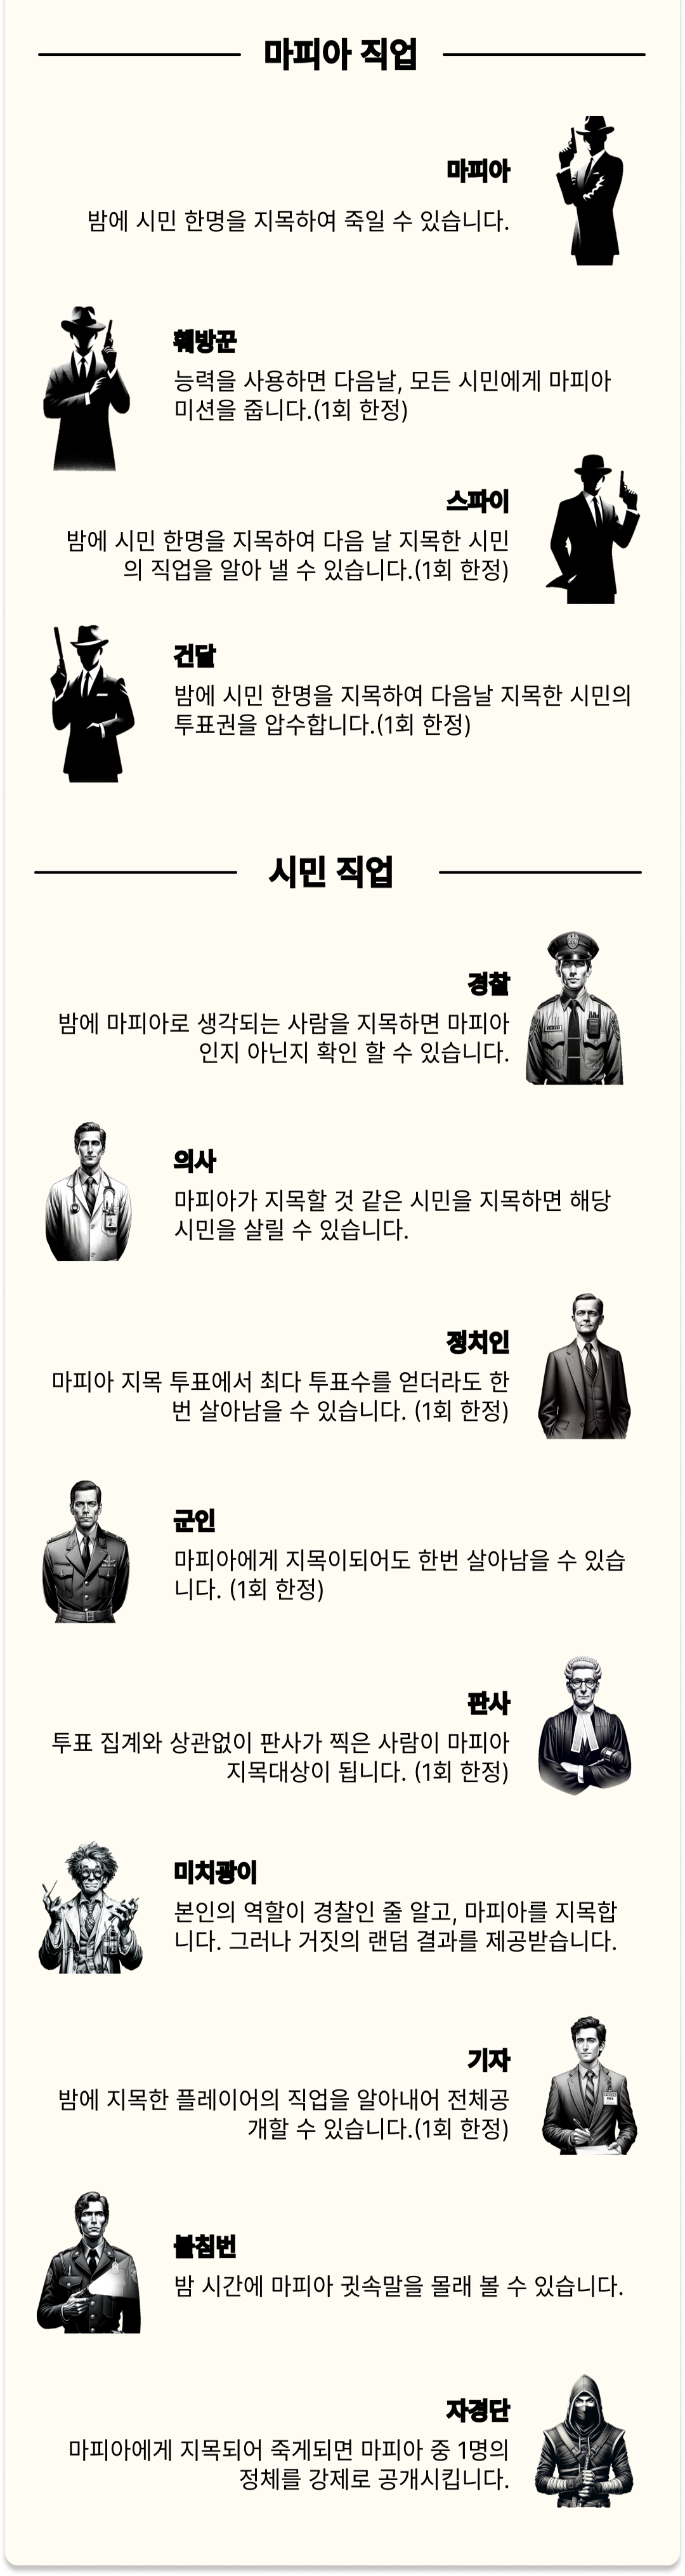 마피아 직업
마피아
밤에 시민 한명을 지목하여 죽일 수 있습니다.
훼방꾼
능력을 사용하면 다음날, 모든 시민에게 마피아
미션을 줍니다.(1회 한정)
스파이
밤에 시민 한명을 지목하여 다음 날 지목한 시민
의 직업을 알아 낼 수 있습니다.(1회 한정)
건달
밤에 시민 한명을 지목하여 다음날 지목한 시민의
투표권을 압수합니다.(1회 한정)
시민 직업
경찰
밤에 마피아로 생각되는 사람을 지목하면 마피아
인지 아닌지 확인 할 수 있습니다.
의사
마피아가 지목할 것 같은 시민을 지목하면 해당
시민을 살릴 수 있습니다.
정치인
마피아 지목 투표에서 최다 투표수를 얻더라도 한
번 살아남을 수 있습니다. (1회 한정)
군인
마피아에게 지목이되어도 한번 살아남을 수 있습
니다. (1회 한정)
판사
투표 집계와 상관없이 판사가 찍은 사람이 마피아
지목대상이 됩니다. (1회 한정)
미치광이
본인의 역할이 경찰인 줄 알고, 마피아를 지목합
니다. 그러나 거짓의 랜덤 결과를 제공받습니다.
기자
밤에 지목한 플레이어의 직업을 알아내어 전체공
개할 수 있습니다.(1회 한정)
불침번
밤 시간에 마피아 귓속말을 몰래 볼 수 있습니다.
자경단
마피아에게 지목되어 죽게되면 마피아 중 1명의
정체를 강제로 공개시킵니다.